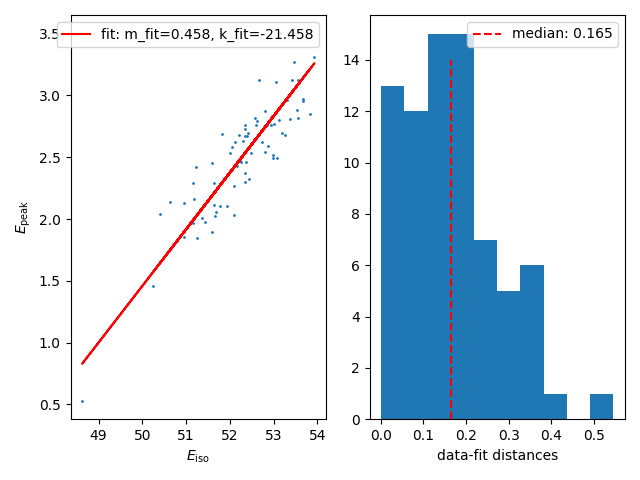 fit: m_fit=0.458, k_fit=-21.458
3.5
3.0
2.5
2.0
1.5
1.0
0.5
E_peak
49 50 51 52 53 54
E_iso
median: 0.165
14
12
10
8
6
4
2
0
0.0 0.1 0.2 0.3 0.4 0.5
data-fit distances